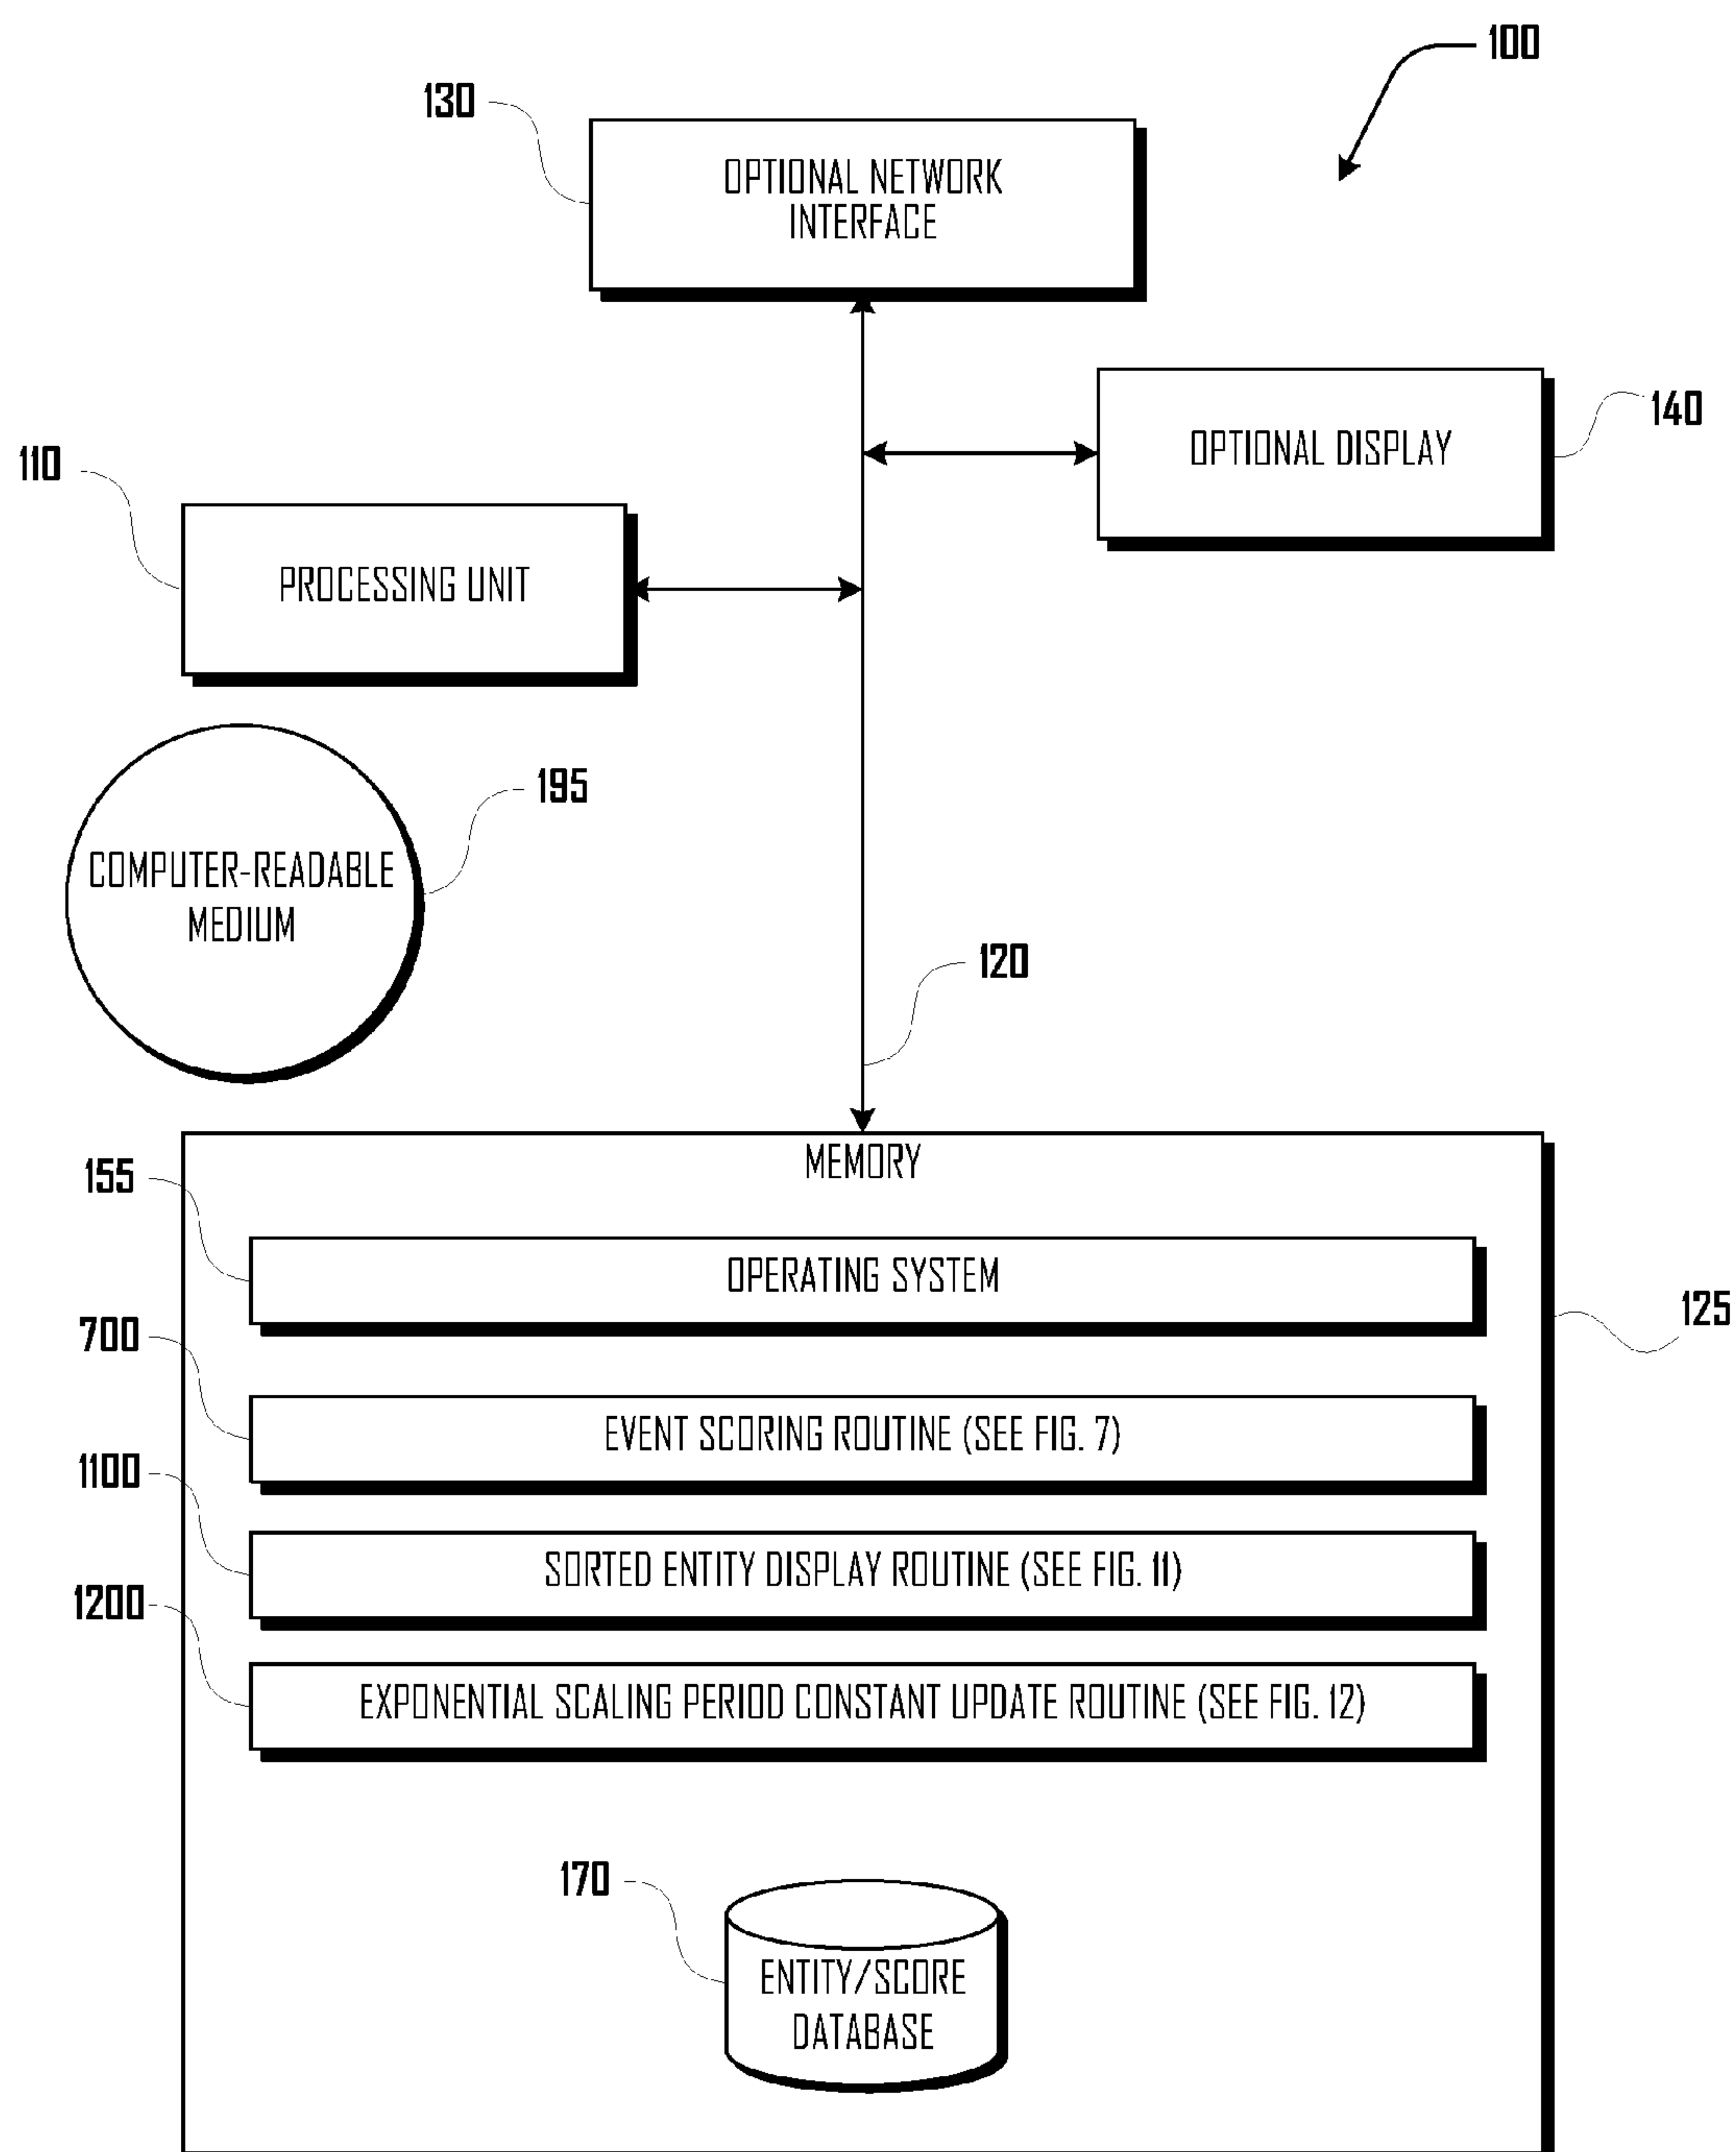 100
130
OPTIONAL NETWORK
INTERFACE
140
OPTIONAL DISPLAY
110
PROCESSING UNIT
195
COMPUTER-READABLE
MEDIUM
120
MEMORY
155
OPERATING SYSTEM
125
700
EVENT SCORING ROUTINE (SEE FIG. 7)
1100
SORTED ENTITY DISPLAY ROUTINE (SEE FIG. 11)
1200
EXPONENTIAL SCALING PERIOD CONSTANT UPDATE ROUTINE (SEE FIG. 12)
170
ENTITY/SCORE
DATABASE